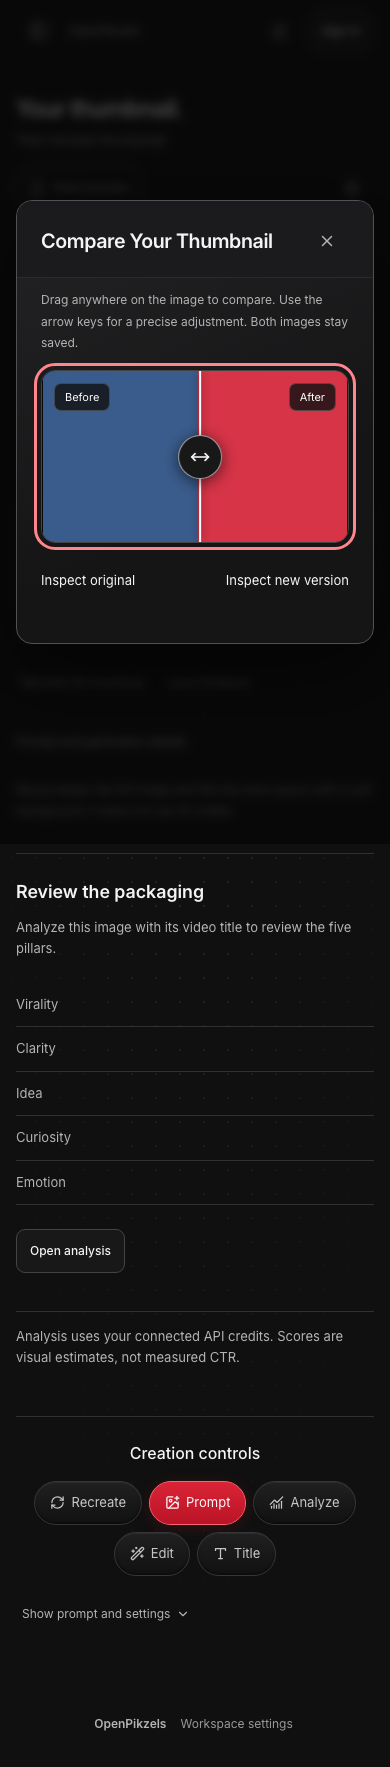 Your thumbnail.
Compare Your Thumbnail
Drag anywhere on the image to compare. Use the
arrow keys for a precise adjustment. Both images stay
saved.
Before
After
Inspect original
Inspect new version
Review the packaging
Analyze this image with its video title to review the five
pillars.
Virality
Clarity
Idea
Curiosity
Emotion
Open analysis
Analysis uses your connected API credits. Scores are
visual estimates, not measured CTR.
Creation controls
Recreate
Prompt
Analyze
Edit
Title
Show prompt and settings
OpenPikzels
Workspace settings